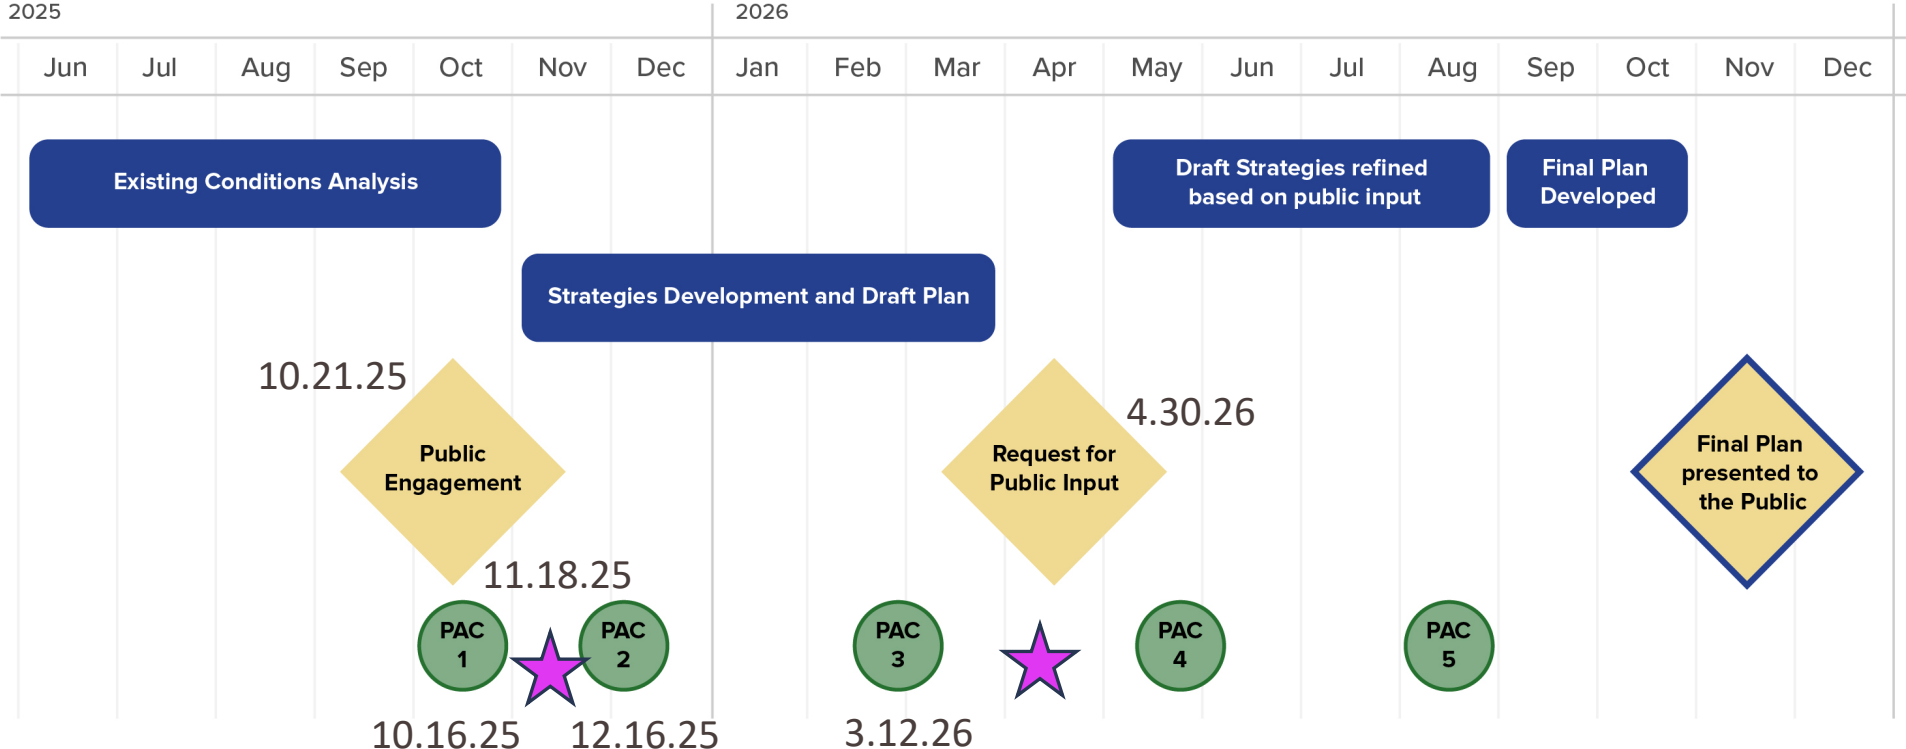 2025
2026
Jun
Jul
Aug
Sep
Oct
Nov
Dec
Jan
Feb
Mar
Apr
May
Jun
Jul
Aug
Sep
Oct
Nov
Dec
Existing Conditions Analysis
Draft Strategies refined
based on public input
Final Plan
Developed
Strategies Development and Draft Plan
10.21.25
Public
Engagement
Request for
Public Input
4.30.26
Final Plan
presented to
the Public
11.18.25
PAC
1
PAC
2
PAC
3
PAC
4
PAC
5
10.16.25
12.16.25
3.12.26